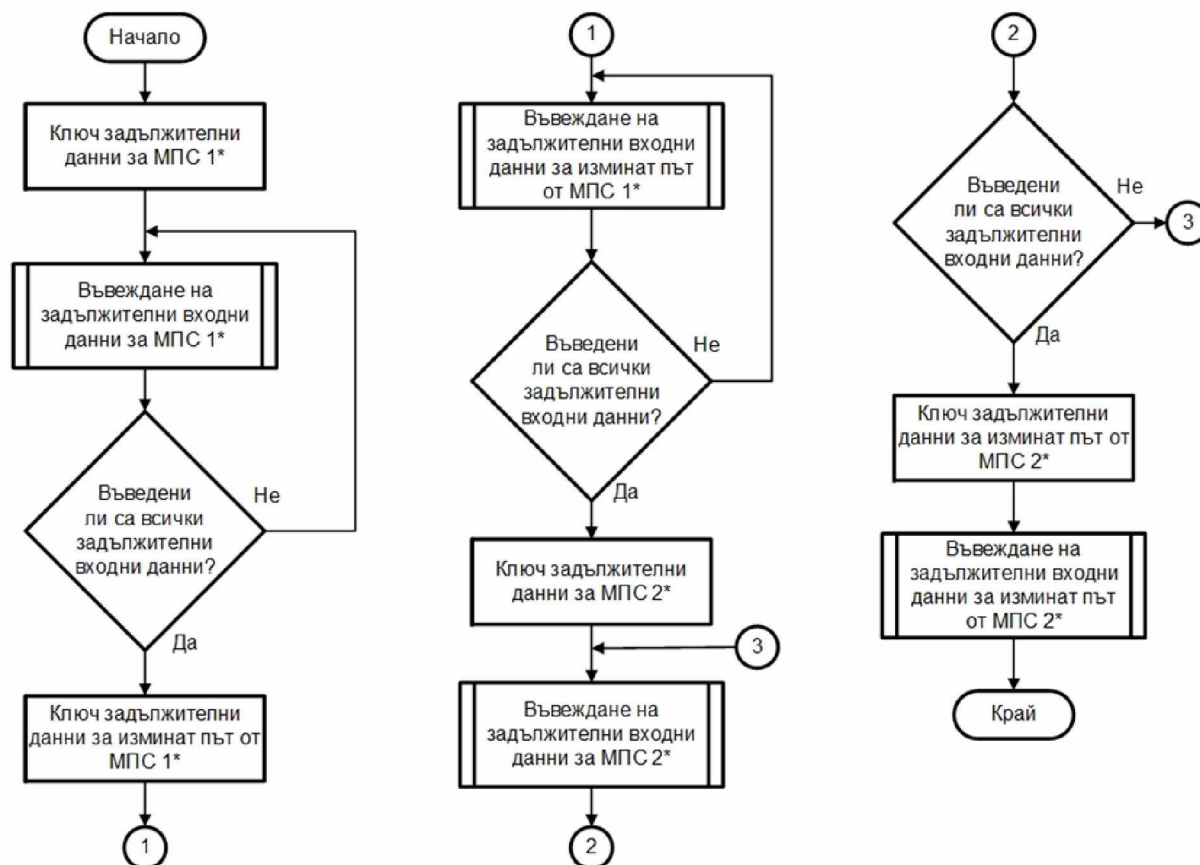 Начало
Ключ задължителни
данни за МПС 1*
Въвеждане на
задължителни входни
данни за МПС 1*
Въведени
ли са всички
задължителни
входни данни?
Не
Да
Ключ задължителни
данни за изминат път от
МПС 1*
1
1
Въвеждане на
задължителни входни
данни за изминат път
от МПС 1*
Въведени
ли са всички
задължителни
входни данни?
Не
Да
Ключ задължителни
данни за МПС 2*
3
Въвеждане на
задължителни входни
данни за МПС 2*
2
2
Въведени
ли са всички
задължителни
входни данни?
Не
3
Да
Ключ задължителни
данни за изминат път от
МПС 2*
Въвеждане на
задължителни входни
данни за изминат път
от МПС 2*
Край